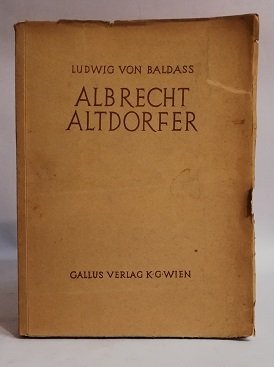 LUDWIG VON BALDASS
ALBRECHT
ALTDORFER
GALLUS VERLAG K·G·WIEN